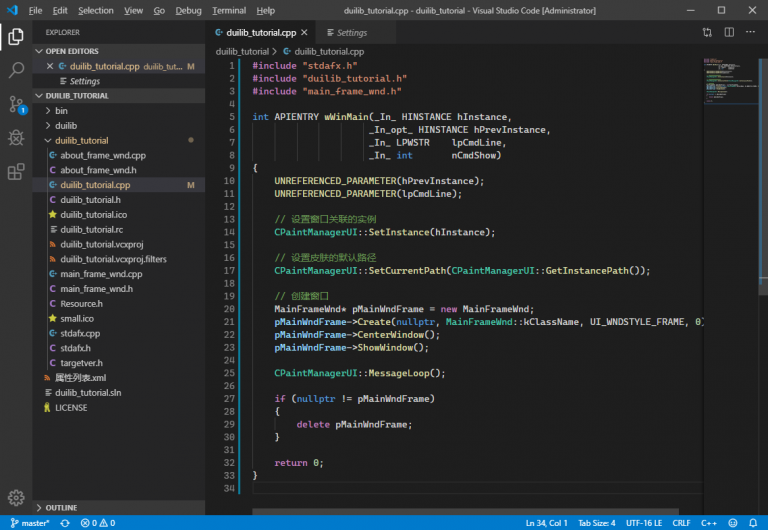 File Edit Selection View Go Debug Terminal Help duilib_tutorial.cpp - duilib_tutorial - Visual Studio Code [Administrator]
EXPLORER
OPEN EDITORS
duilib_tutorial.cpp duilib_tut... M
Settings
DUILIB_TUTORIAL
bin
duilib
duilib_tutorial
about_frame_wnd.cpp
about_frame_wnd.h
duilib_tutorial.cpp M
duilib_tutorial.h
duilib_tutorial.ico
duilib_tutorial.rc
duilib_tutorial.vcxproj
duilib_tutorial.vcxproj.filters
main_frame_wnd.cpp
main_frame_wnd.h
Resource.h
small.ico
stdafx.cpp
stdafx.h
targetver.h
属性列表.xml
duilib_tutorial.sln
LICENSE
OUTLINE
1
duilib_tutorial.cpp Settings
duilib_tutorial > duilib_tutorial.cpp
1 #include "stdafx.h"
2 #include "duilib_tutorial.h"
3 #include "main_frame_wnd.h"
4
5 int APIENTRY wWinMain(_In_ HINSTANCE hInstance,
6 _In_opt_ HINSTANCE hPrevInstance,
7 _In_ LPWSTR lpCmdLine,
8 _In_ int nCmdShow)
9 {
10 UNREFERENCED_PARAMETER(hPrevInstance);
11 UNREFERENCED_PARAMETER(lpCmdLine);
12
13 // 设置窗口关联的实例
14 CPaintManagerUI::SetInstance(hInstance);
15
16 // 设置皮肤的默认路径
17 CPaintManagerUI::SetCurrentPath(CPaintManagerUI::GetInstancePath());
18
19 // 创建窗口
20 MainFrameWnd* pMainWndFrame = new MainFrameWnd;
21 pMainWndFrame->Create(nullptr, MainFrameWnd::kClassName, UI_WNDSTYLE_FRAME, 0)
22 pMainWndFrame->CenterWindow();
23 pMainWndFrame->ShowWindow();
24
25 CPaintManagerUI::MessageLoop();
26
27 if (nullptr != pMainWndFrame)
28 {
29 delete pMainWndFrame;
30 }
31
32 return 0;
33 }
34
master* 0 0 Ln 34, Col 1 Tab Size: 4 UTF-16 LE CRLF C++